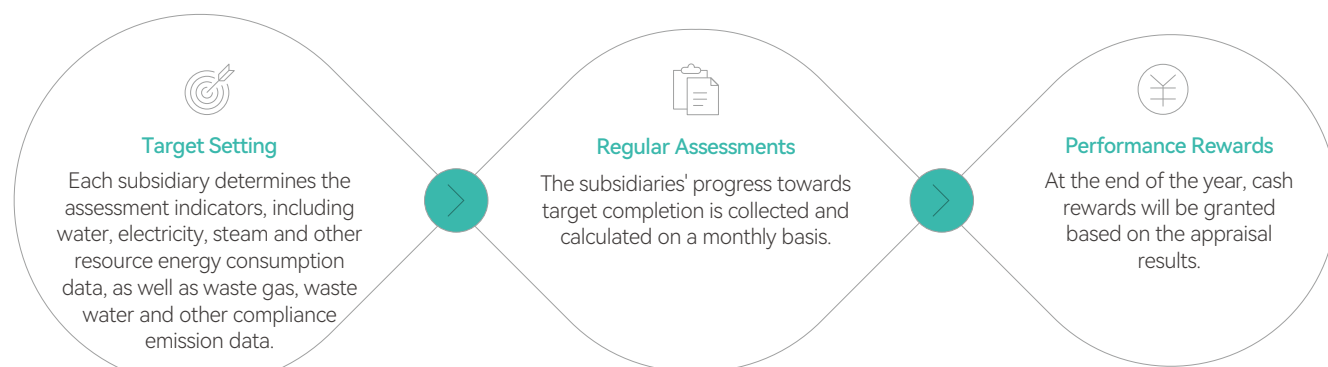 Target Setting
Each subsidiary determines the
assessment indicators, including
water, electricity, steam and other
resource energy consumption
data, as well as waste gas, waste
water and other compliance
emission data.
Regular Assessments
The subsidiaries' progress towards
target completion is collected and
calculated on a monthly basis.
Performance Rewards
At the end of the year, cash
rewards will be granted
based on the appraisal
results.